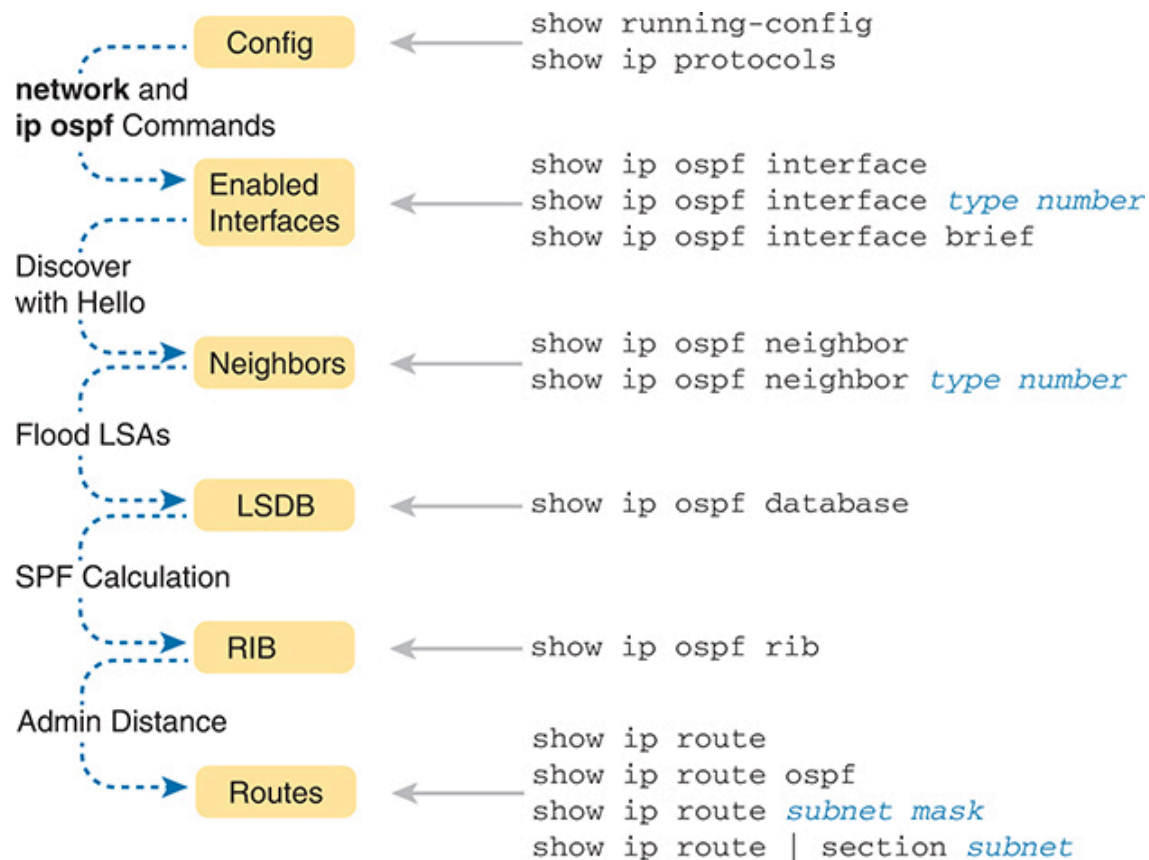 Config
show running-config
show ip protocols
network and
ip ospf Commands
Enabled
Interfaces
show ip ospf interface
show ip ospf interface type number
show ip ospf interface brief
Discover
with Hello
Neighbors
show ip ospf neighbor
show ip ospf neighbor type number
Flood LSAs
LSDB
show ip ospf database
SPF Calculation
RIB
show ip ospf rib
Admin Distance
Routes
show ip route
show ip route ospf
show ip route subnet mask
show ip route | section subnet